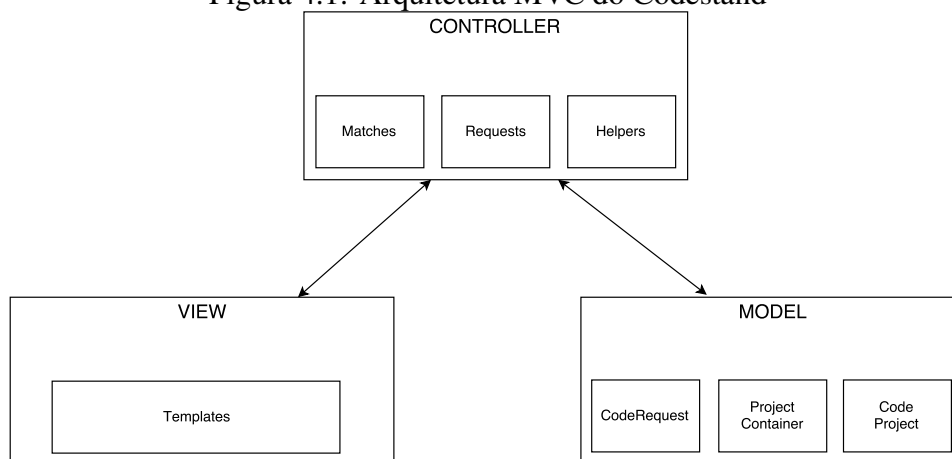 Figura 4.1: Arquitetura MVC do Codestand
CONTROLLER
Matches
Requests
Helpers
VIEW
MODEL
Templates
CodeRequest
Project
Container
Code
Project